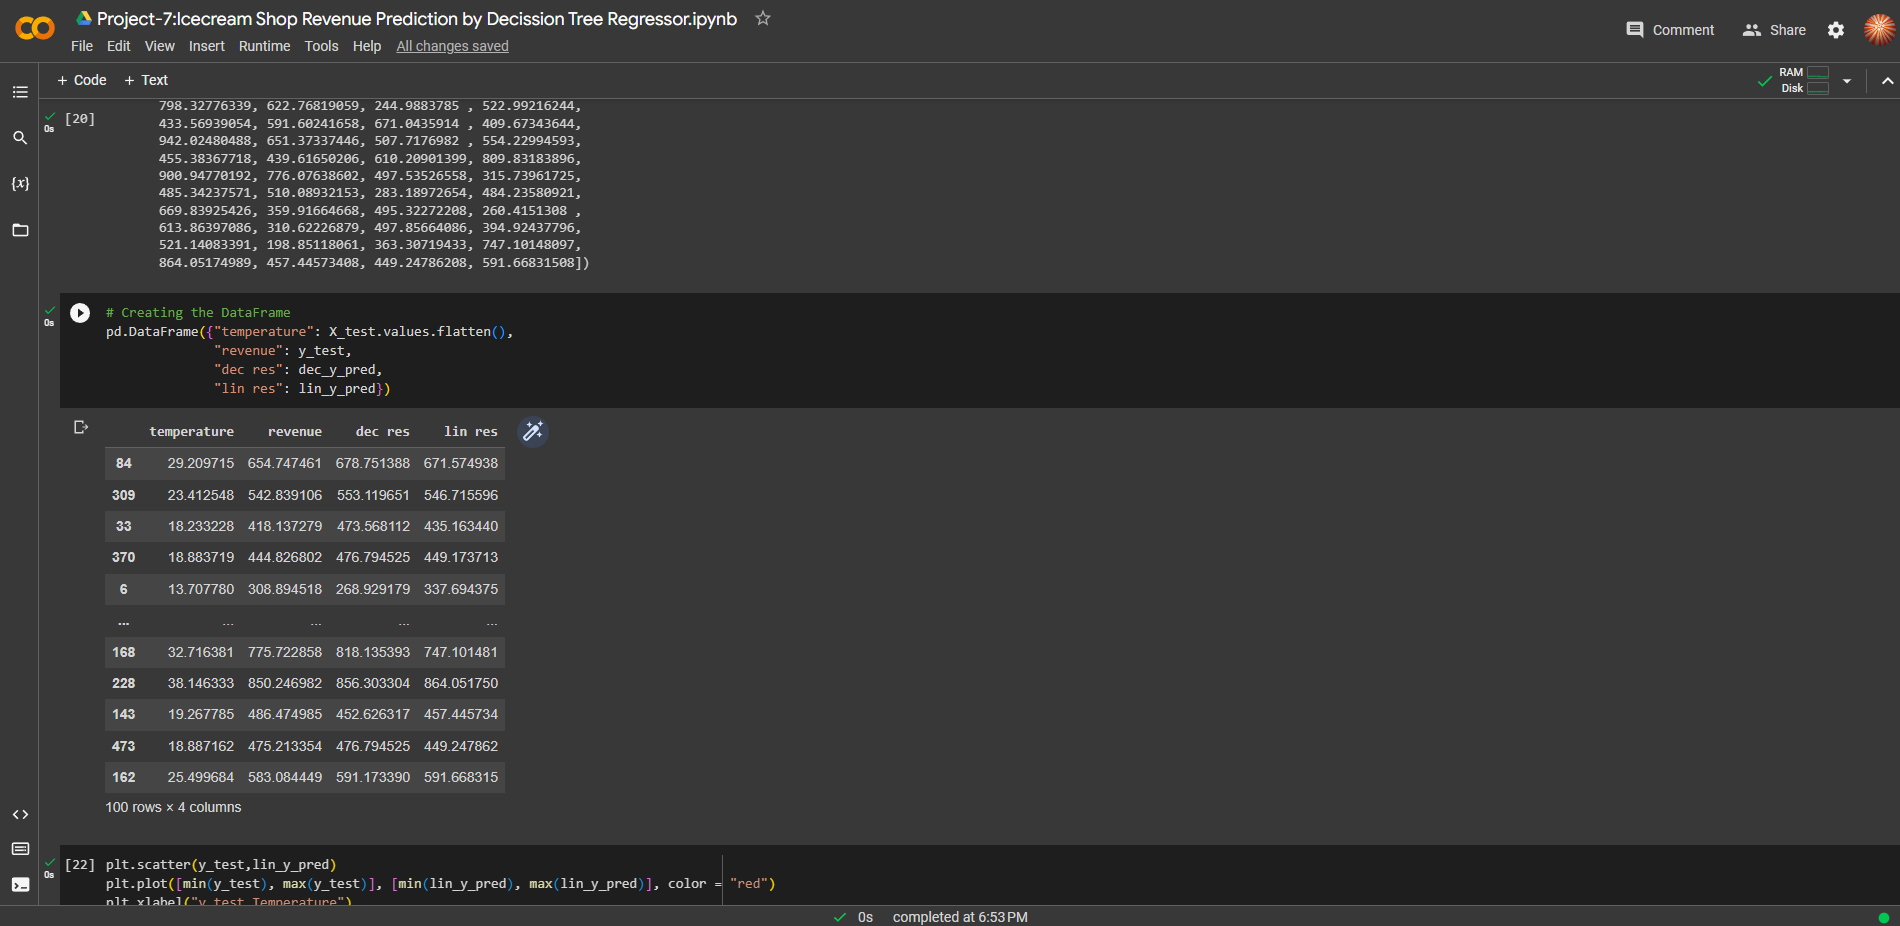 Project-7:Icecream Shop Revenue Prediction by Decission Tree Regressor.ipynb
File Edit View Insert Runtime Tools Help All changes saved
Comment Share
+ Code + Text
RAM
Disk
[20]
798.32776339, 622.76819059, 244.9883785 , 522.99216244,
0s
433.56939054, 591.60241658, 671.0435914 , 409.67343644,
942.02480488, 651.37337446, 507.7176982 , 554.22994593,
455.38367718, 439.61650206, 610.20901399, 809.83183896,
900.94770192, 776.07638602, 497.53526558, 315.73961725,
485.34237571, 510.08932153, 283.18972654, 484.23580921,
669.83925426, 359.91664668, 495.32272208, 260.4151308 ,
613.86397086, 310.62226879, 497.85664086, 394.92437796,
521.14083391, 198.85118061, 363.30719433, 747.10148097,
864.05174989, 457.44573408, 449.24786208, 591.66831508])
0s
# Creating the DataFrame
pd.DataFrame({"temperature": X_test.values.flatten(),
"revenue": y_test,
"dec res": dec_y_pred,
"lin res": lin_y_pred})
temperature revenue dec res lin res
84 29.209715 654.747461 678.751388 671.574938
309 23.412548 542.839106 553.119651 546.715596
33 18.233228 418.137279 473.568112 435.163440
370 18.883719 444.826802 476.794525 449.173713
6 13.707780 308.894518 268.929179 337.694375
... ... ... ... ...
168 32.716381 775.722858 818.135393 747.101481
228 38.146333 850.246982 856.303304 864.051750
143 19.267785 486.474985 452.626317 457.445734
473 18.887162 475.213354 476.794525 449.247862
162 25.499684 583.084449 591.173390 591.668315
100 rows × 4 columns
[22] plt.scatter(y_test,lin_y_pred)
0s
plt.plot([min(y_test), max(y_test)], [min(lin_y_pred), max(lin_y_pred)], color = "red")
plt.xlabel("y_test Temperature")
0s completed at 6:53 PM
{x}